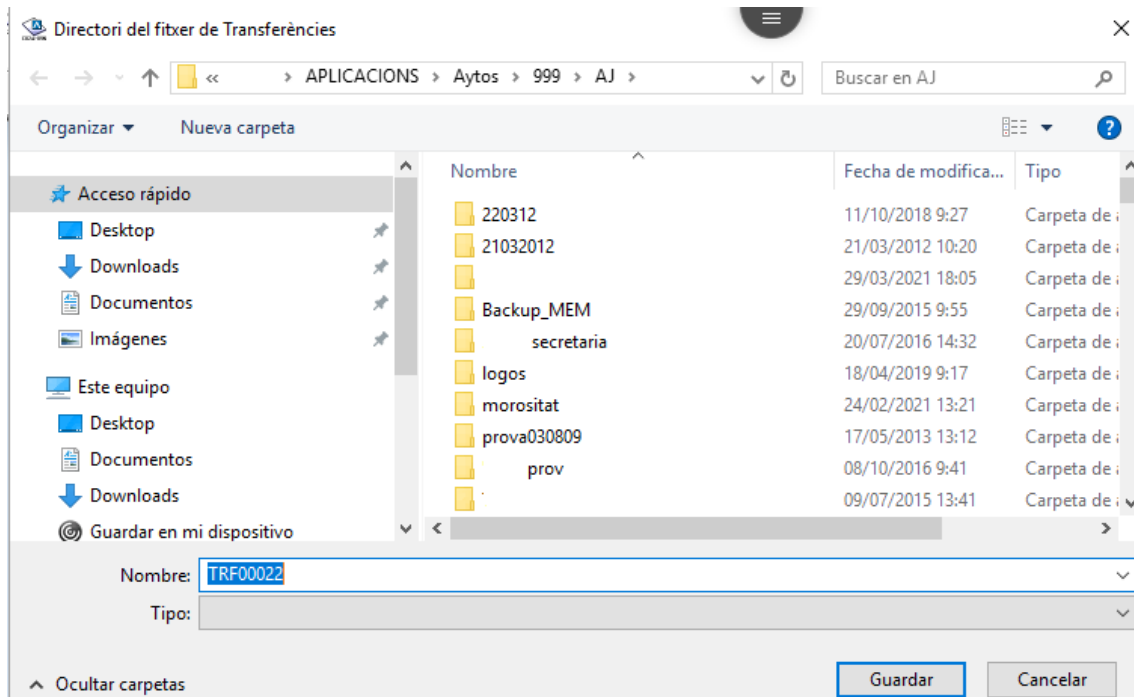 Directori del fitxer de Transferències
« > APLICACIONS > Aytos > 999 > AJ >
Buscar en AJ
Organizar
Nueva carpeta
?
Nombre
Fecha de modifica...
Tipo
Acceso rápido
Desktop
Downloads
Documentos
Imágenes
Este equipo
Desktop
Documentos
Downloads
Guardar en mi dispositivo
220312 11/10/2018 9:27 Carpeta de
21032012 21/03/2012 10:20 Carpeta de
29/03/2021 18:05 Carpeta de
Backup_MEM 29/09/2015 9:55 Carpeta de
secretaria 20/07/2016 14:32 Carpeta de
logos 18/04/2019 9:17 Carpeta de
morositat 24/02/2021 13:21 Carpeta de
prova030809 17/05/2013 13:12 Carpeta de
prov 08/10/2016 9:41 Carpeta de
09/07/2015 13:41 Carpeta de
Nombre: TRF00022
Tipo:
Ocultar carpetas
Guardar
Cancelar